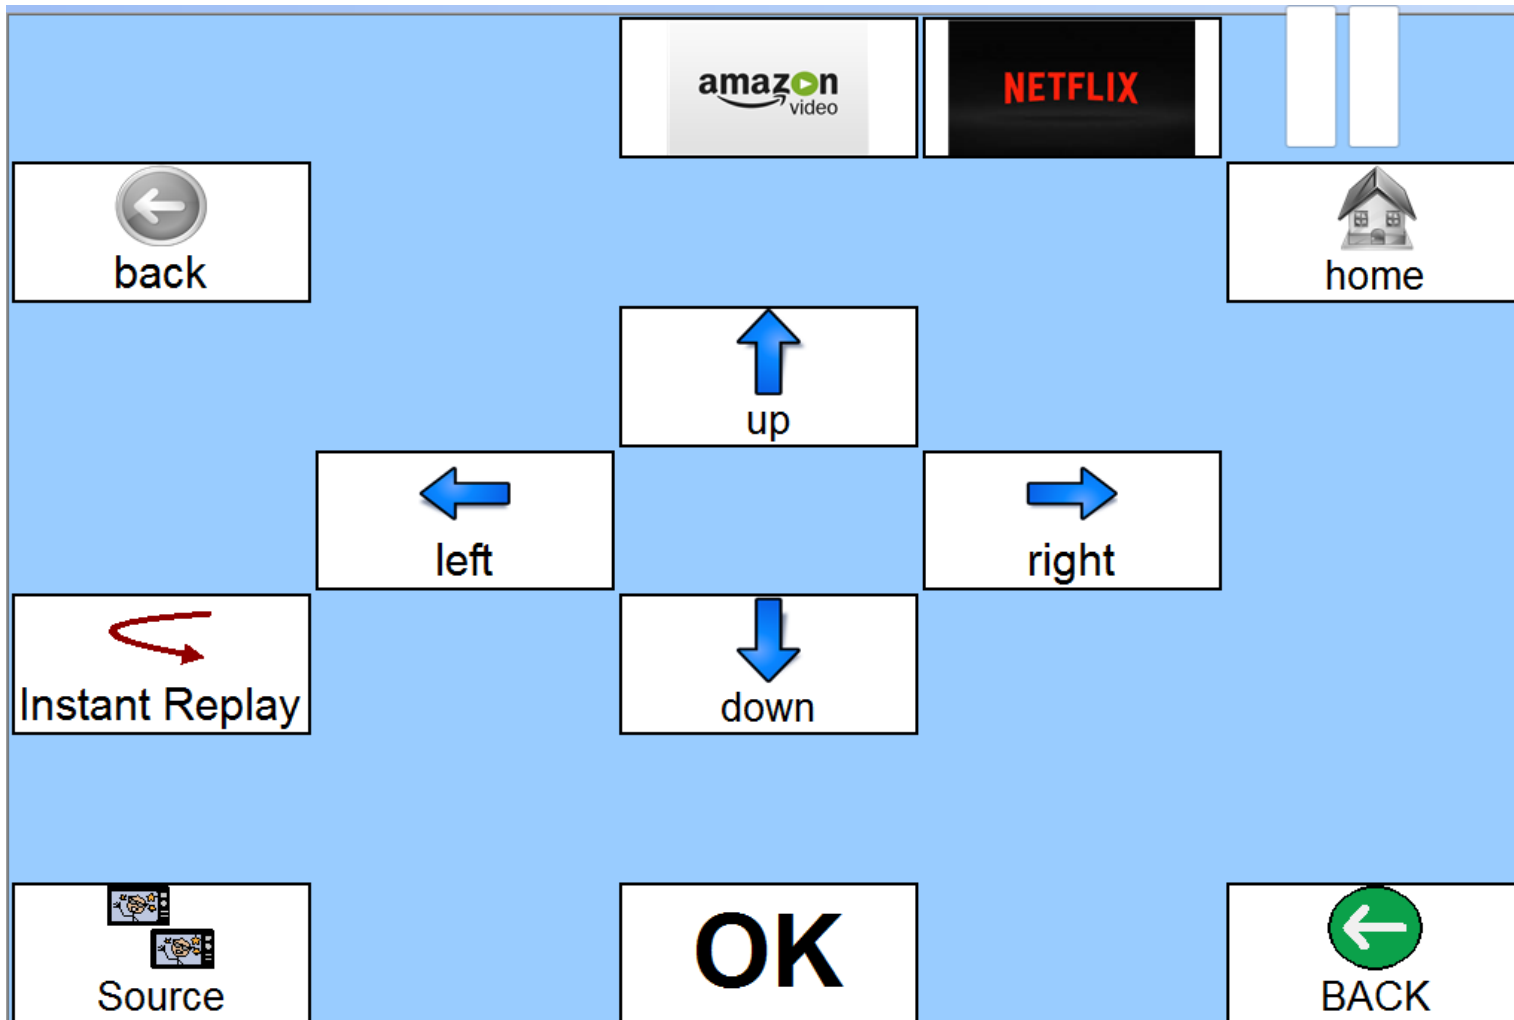 amazon
video
NETFLIX
back
home
up
left
right
Instant Replay
down
Source
OK
BACK